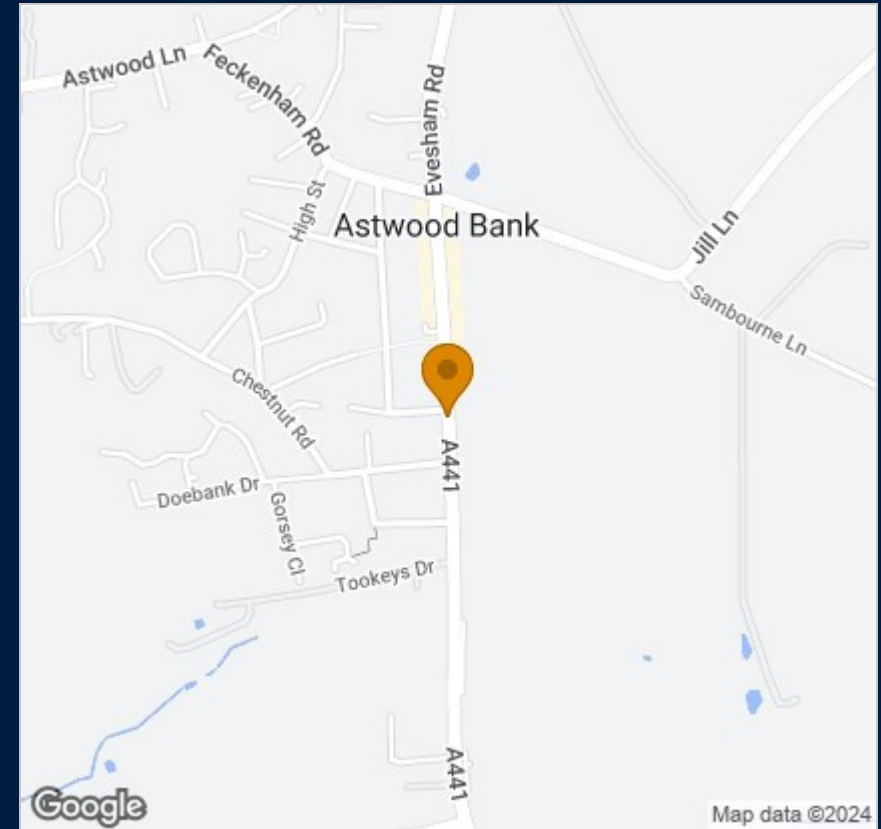 Astwood Ln
Feckenham Rd
Evesham Rd
High St
Astwood Bank
Jill Ln
Sambourne Ln
Chestnut Rd
A441
Doebank Dr
Gorsey Cl
Tookeys Dr
A441
Google
Map data ©2024